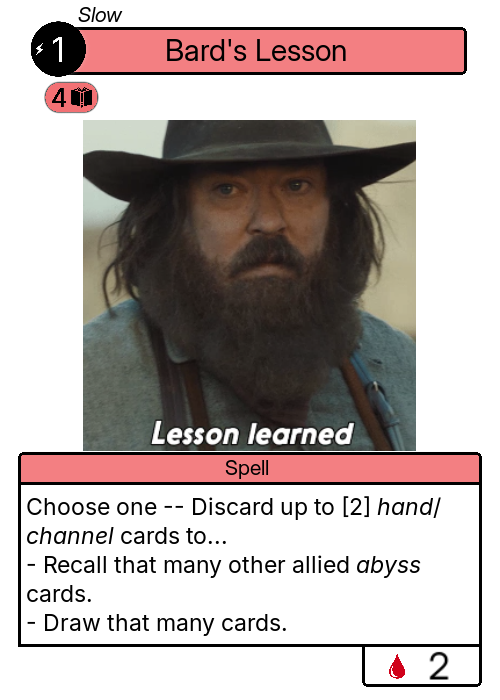 Slow
1
Bard's Lesson
4
Lesson learned
Spell
Choose one -- Discard up to [2] hand/
channel cards to...
- Recall that many other allied abyss
cards.
- Draw that many cards.
2